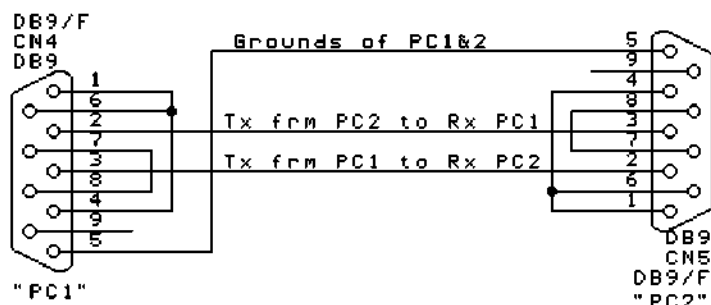 DB9/F
CN4
DB9
1
6
2
7
3
8
4
9
5
"PC1"
Grounds of PC1&2
Tx frm PC2 to Rx PC1
Tx frm PC1 to Rx PC2
5
9
4
8
3
7
2
6
1
DB9
CN5
DB9/F
"PC2"